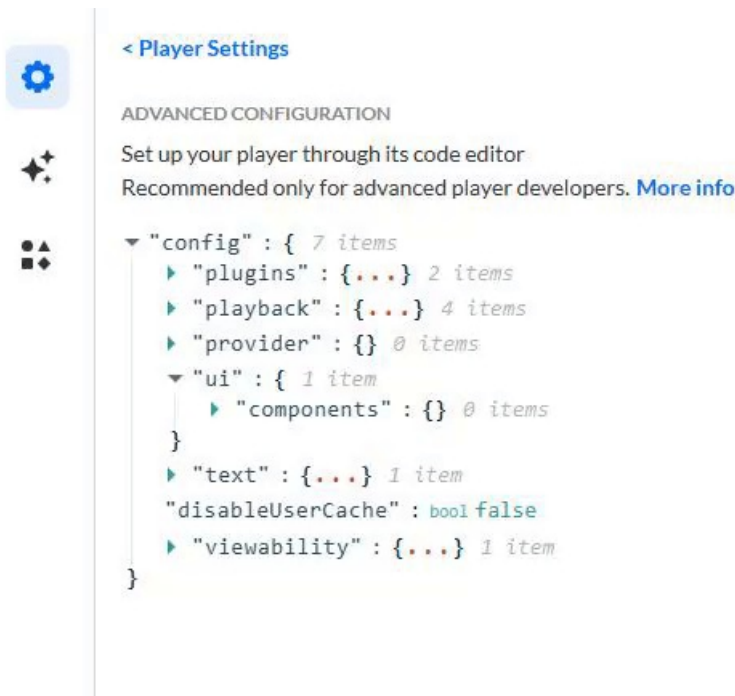 < Player Settings
ADVANCED CONFIGURATION
Set up your player through its code editor
Recommended only for advanced player developers. More info
"config" : { 7 items
"plugins" : {...} 2 items
"playback" : {...} 4 items
"provider" : {} 0 items
"ui" : { 1 item
"components" : {} 0 items
}
"text" : {...} 1 item
"disableUserCache" : bool false
"viewability" : {...} 1 item
}